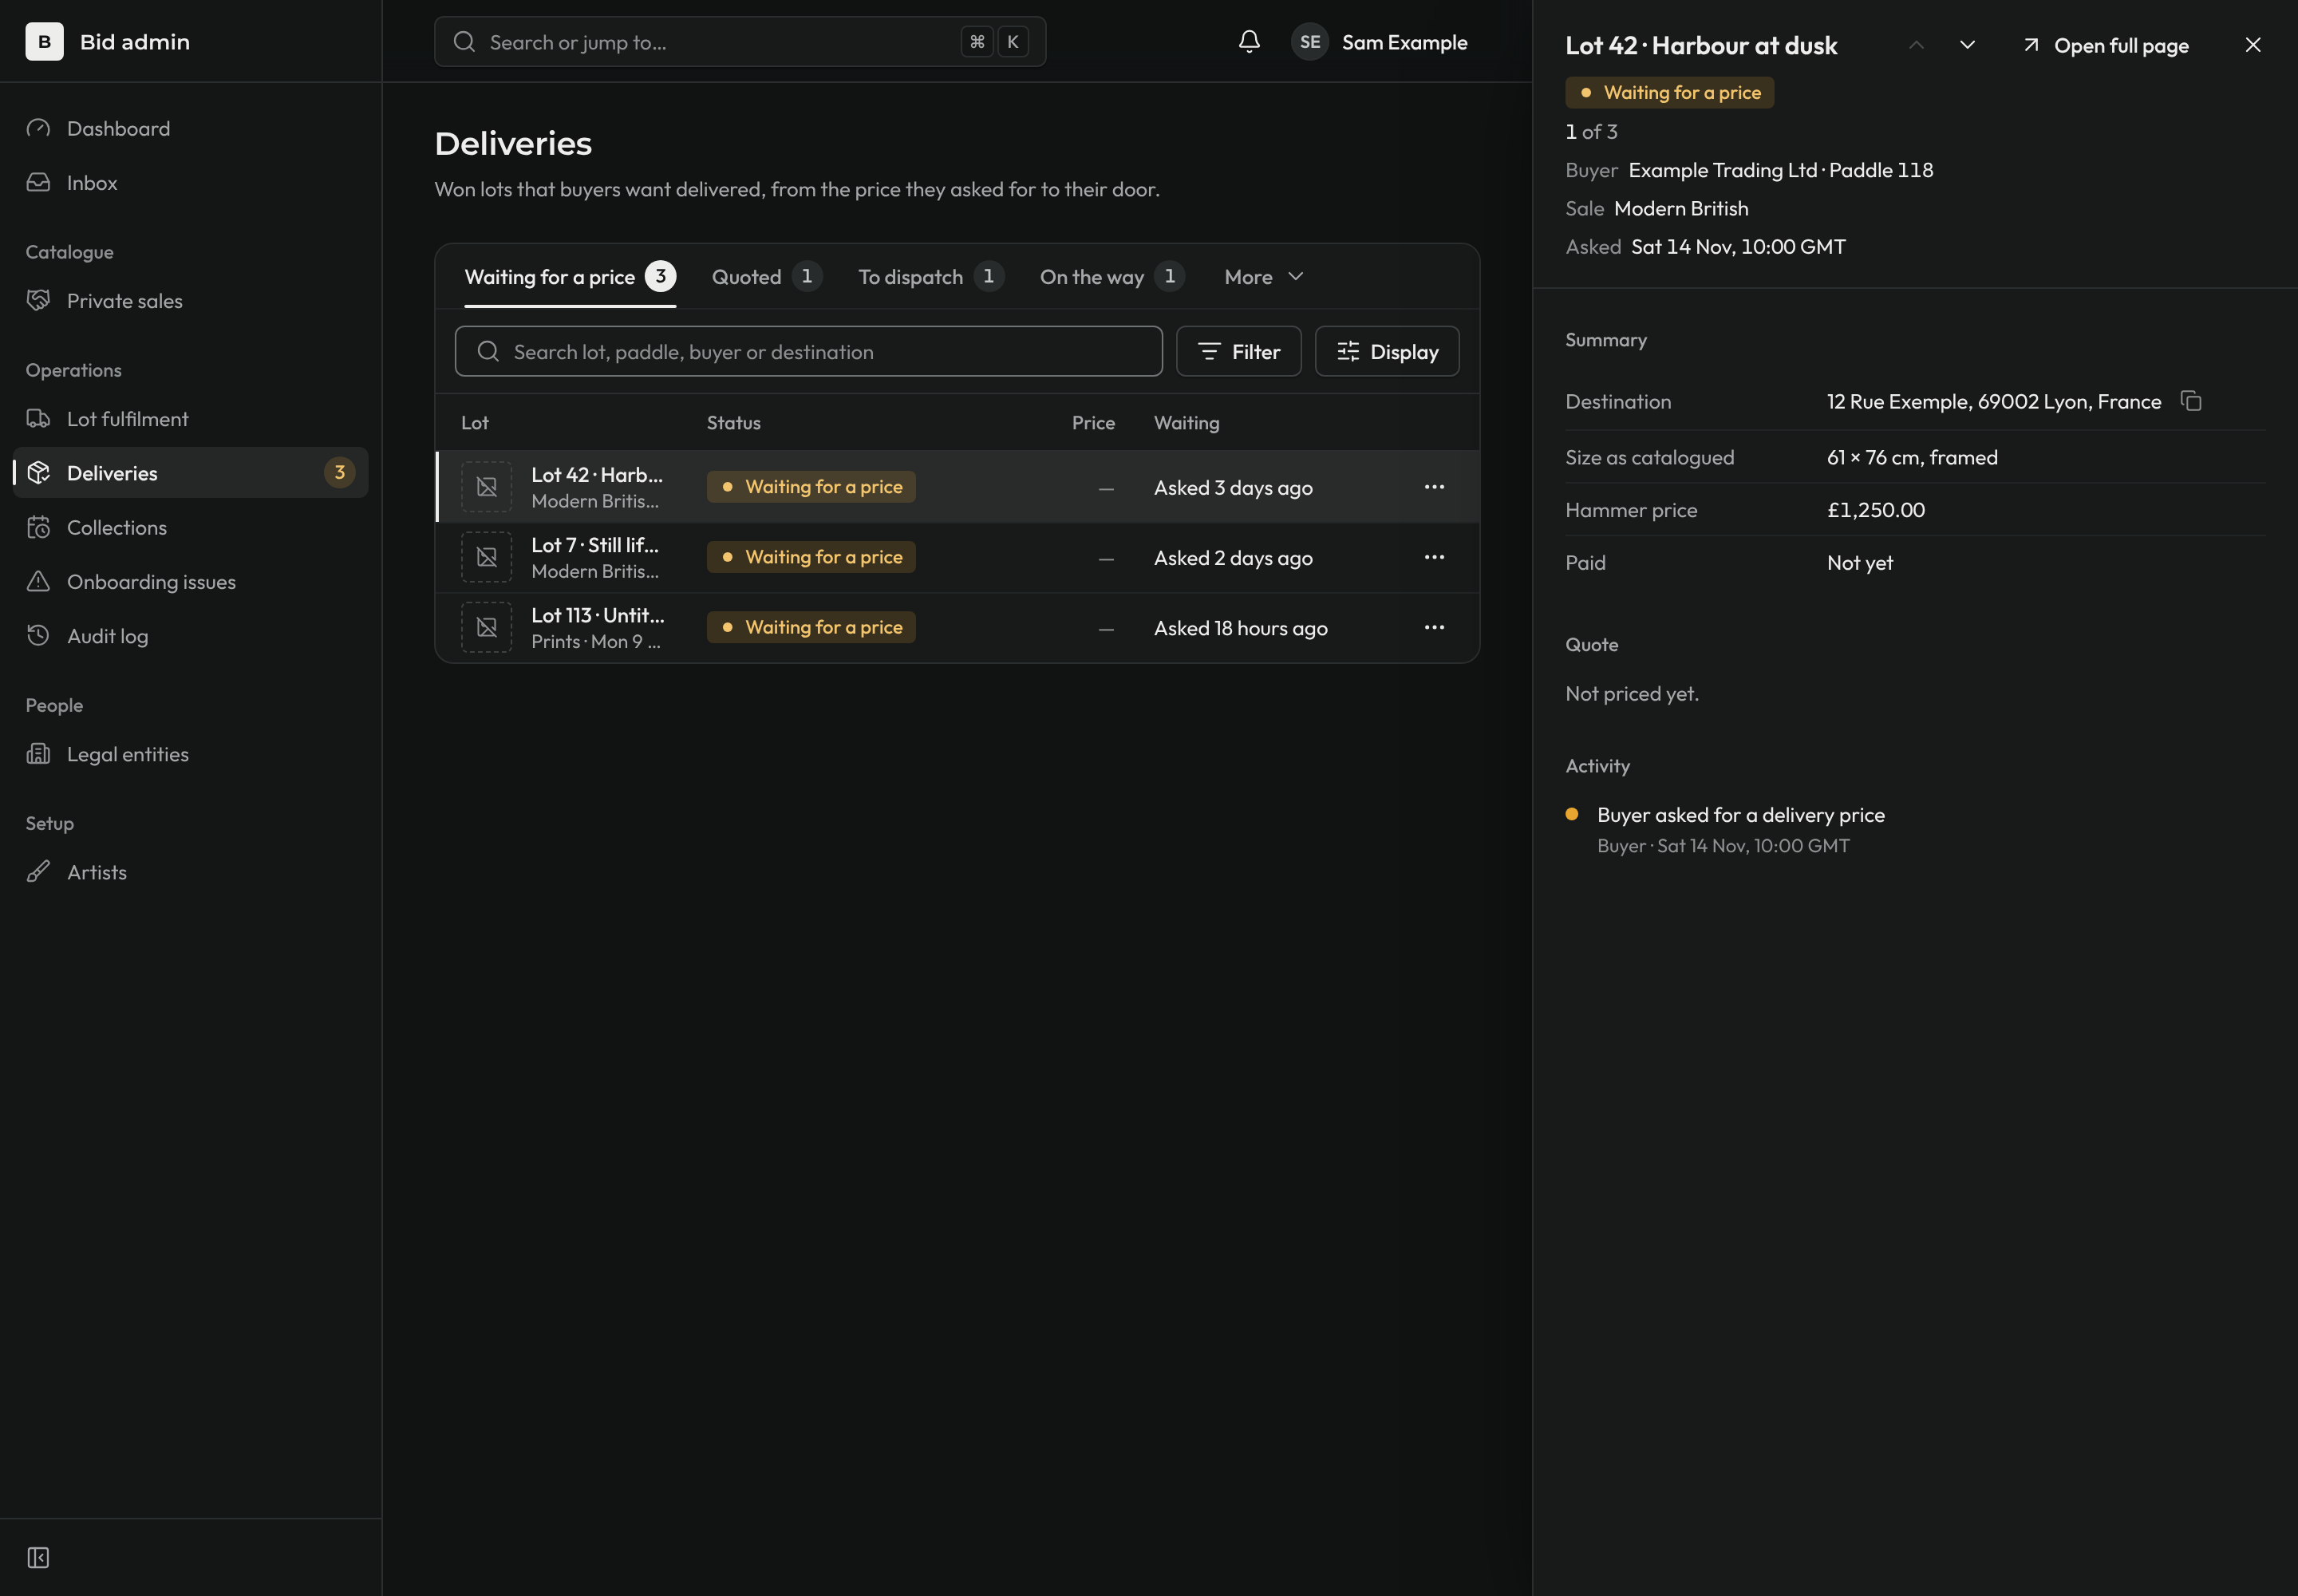 B Bid admin
Search or jump to...
⌘ K
SE Sam Example
Dashboard
Inbox
Catalogue
Private sales
Operations
Lot fulfilment
Deliveries 3
Collections
Onboarding issues
Audit log
People
Legal entities
Setup
Artists
Deliveries
Won lots that buyers want delivered, from the price they asked for to their door.
Waiting for a price 3 Quoted 1 To dispatch 1 On the way 1 More
Search lot, paddle, buyer or destination
Filter
Display
Lot Status Price Waiting
Lot 42 · Harb...
Modern Britis...
Waiting for a price — Asked 3 days ago
Lot 7 · Still lif...
Modern Britis...
Waiting for a price — Asked 2 days ago
Lot 113 · Untit...
Prints · Mon 9 ...
Waiting for a price — Asked 18 hours ago
Lot 42 · Harbour at dusk
Open full page
Waiting for a price
1 of 3
Buyer Example Trading Ltd · Paddle 118
Sale Modern British
Asked Sat 14 Nov, 10:00 GMT
Summary
Destination 12 Rue Exemple, 69002 Lyon, France
Size as catalogued 61 × 76 cm, framed
Hammer price £1,250.00
Paid Not yet
Quote
Not priced yet.
Activity
Buyer asked for a delivery price
Buyer · Sat 14 Nov, 10:00 GMT